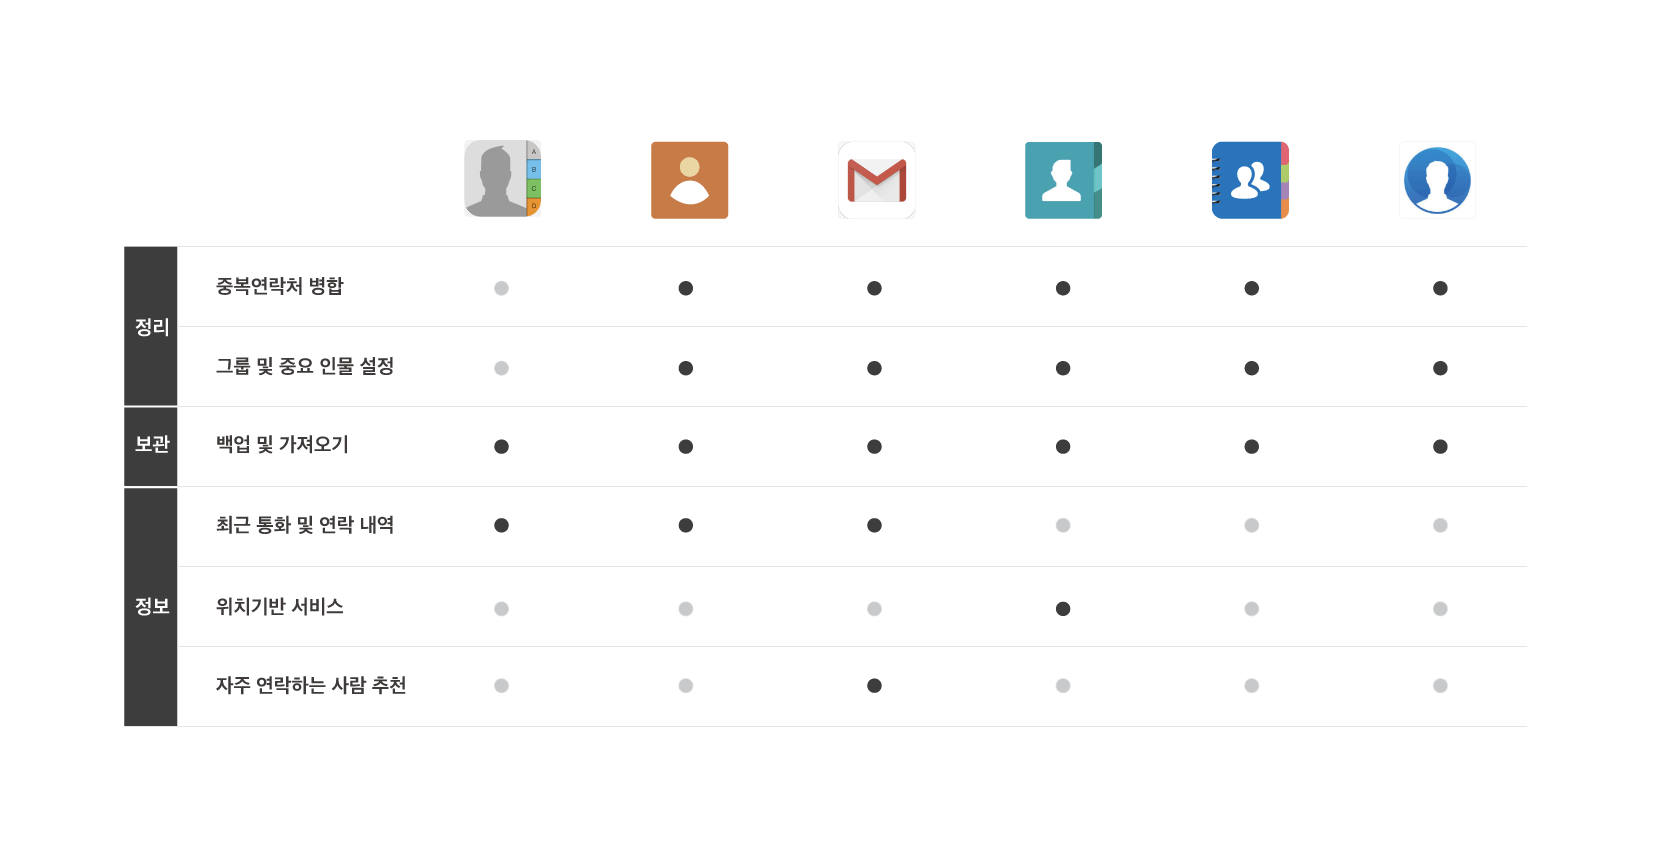 A
B
C
D
정리
중복연락처 병합
그룹 및 중요 인물 설정
보관
백업 및 가져오기
정보
최근 통화 및 연락 내역
위치기반 서비스
자주 연락하는 사람 추천